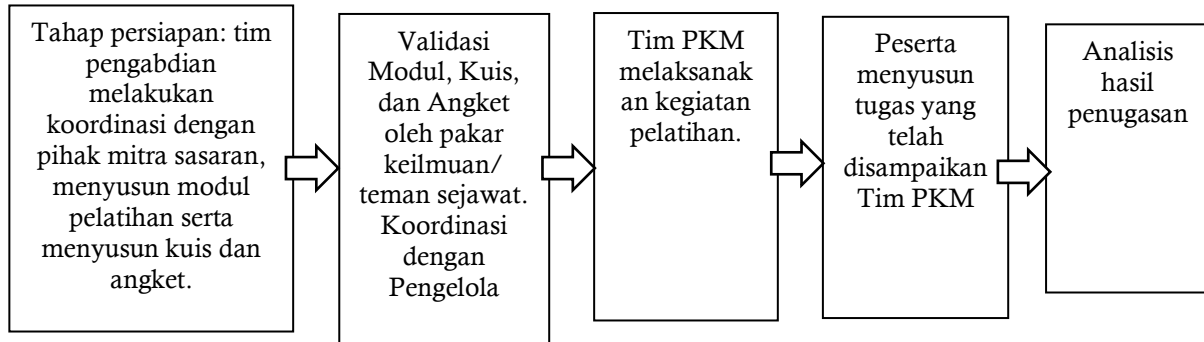 Tahap persiapan: tim
pengabdian
melakukan
koordinasi dengan
pihak mitra sasaran,
menyusun modul
pelatihan serta
menyusun kuis dan
angket.
Validasi
Modul, Kuis,
dan Angket
oleh pakar
keilmuan/
teman sejawat.
Koordinasi
dengan
Pengelola
Tim PKM
melaksanak
an kegiatan
pelatihan.
Peserta
menyusun
tugas yang
telah
disampaikan
Tim PKM
Analisis
hasil
penugasan